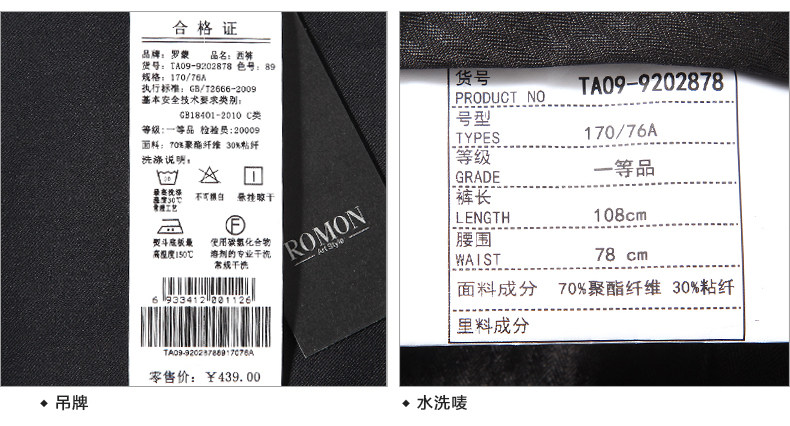 合格证
品牌：罗蒙 品名：西裤
货号：TA09-9202878 色号：89
规格：170/76A
执行标准：GB/T2666-2009
基本安全技术要求类别：
GB18401-2010 C类
等级：一等品 检验员：20009
面料：70%聚酯纤维 30%粘纤
洗涤说明：
30
最高洗涤
温度30℃
常规工艺
不可漂白
悬挂晾干
F
熨斗底板最
高温度150℃
使用碳氢化合物
溶剂的专业干洗
常规干洗
6 933412 001126
TA09-92028788917076A
零售价：￥439.00
ROMON
Art Style
货号
PRODUCT NO TA09-9202878
号型
TYPES 170/76A
等级
GRADE 一等品
裤长
LENGTH 108cm
腰围
WAIST 78 cm
面料成分 70%聚酯纤维 30%粘纤
里料成分
吊牌
水洗唛